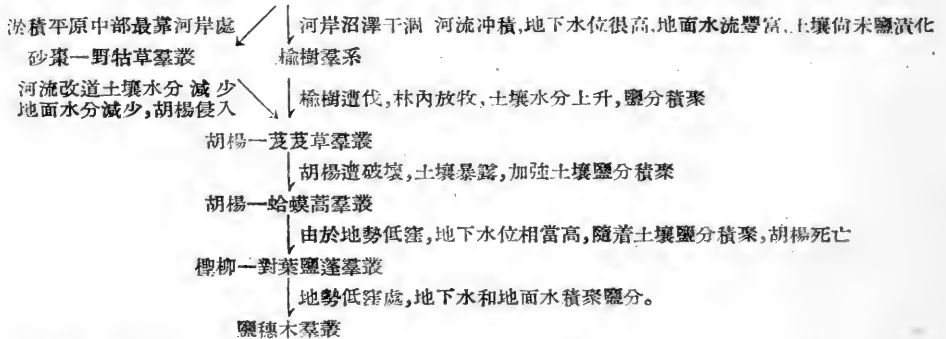 淤積平原中部最靠河岸處
河岸沼澤干涸 河流冲積,地下水位很高,地面水流豐富,土壤尙未鹽漬化
砂棗一野牯草羣叢
楡樹羣系
河流改道土壤水分減少
地面水分減少,胡楊侵入
楡樹遭伐,林內放牧,土壤水分上升,鹽分積聚
胡楊一芨芨草羣叢
胡楊遭破壞,土壤暴露,加強土壤鹽分積聚
胡楊一蛤蟆蒿羣叢
由於地勢低窪,地下水位相當高,隨着土壤鹽分積聚,胡楊死亡
檉柳一對葉鹽蓬羣叢
地勢低窪處,地下水和地面水積聚鹽分。
鹽穗木羣叢